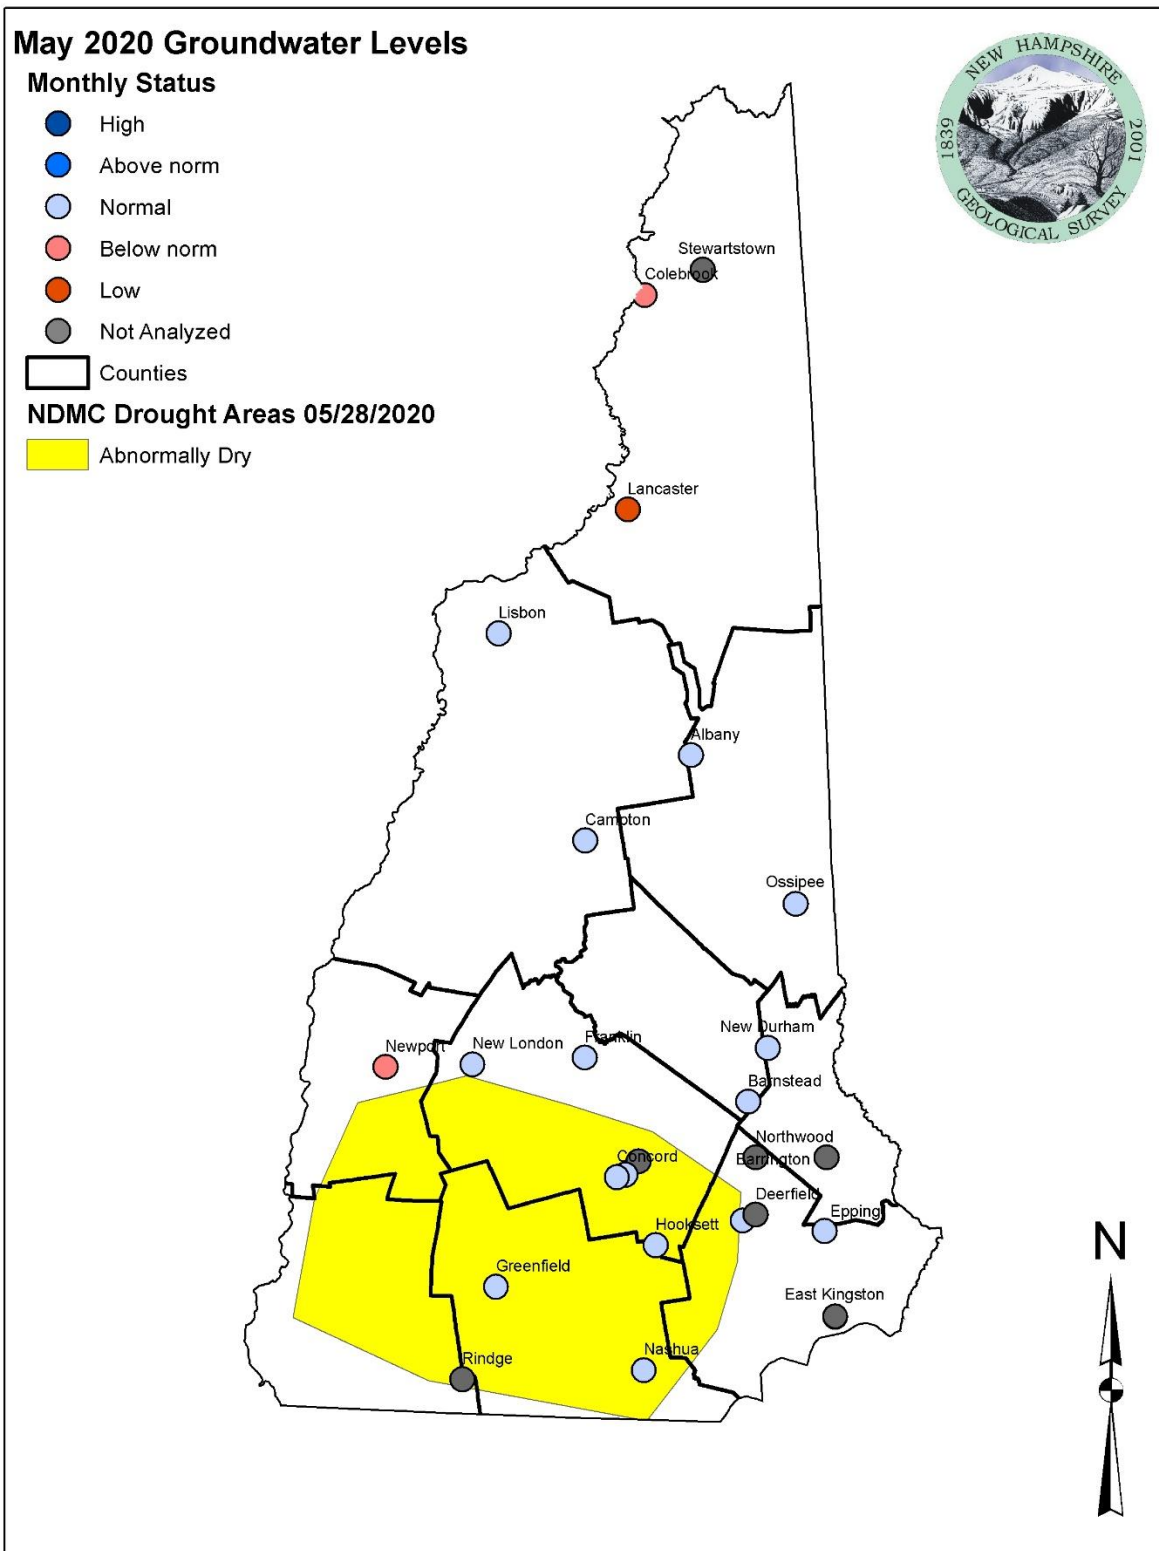 May 2020 Groundwater Levels
Monthly Status
High
Above norm
Normal
Below norm
Low
Not Analyzed
Counties
NDMC Drought Areas 05/28/2020
Abnormally Dry
NEW HAMPSHIRE
1839
2001
GEOLOGICAL SURVEY
Stewartstown
Colebrook
Lancaster
Lisbon
Albany
Campton
Ossipee
New Durham
Franklin
New London
Newport
Barnstead
Northwood
Barrington
Concord
Deerfield
Epping
Hooksett
Greenfield
East Kingston
Nashua
Rindge
N